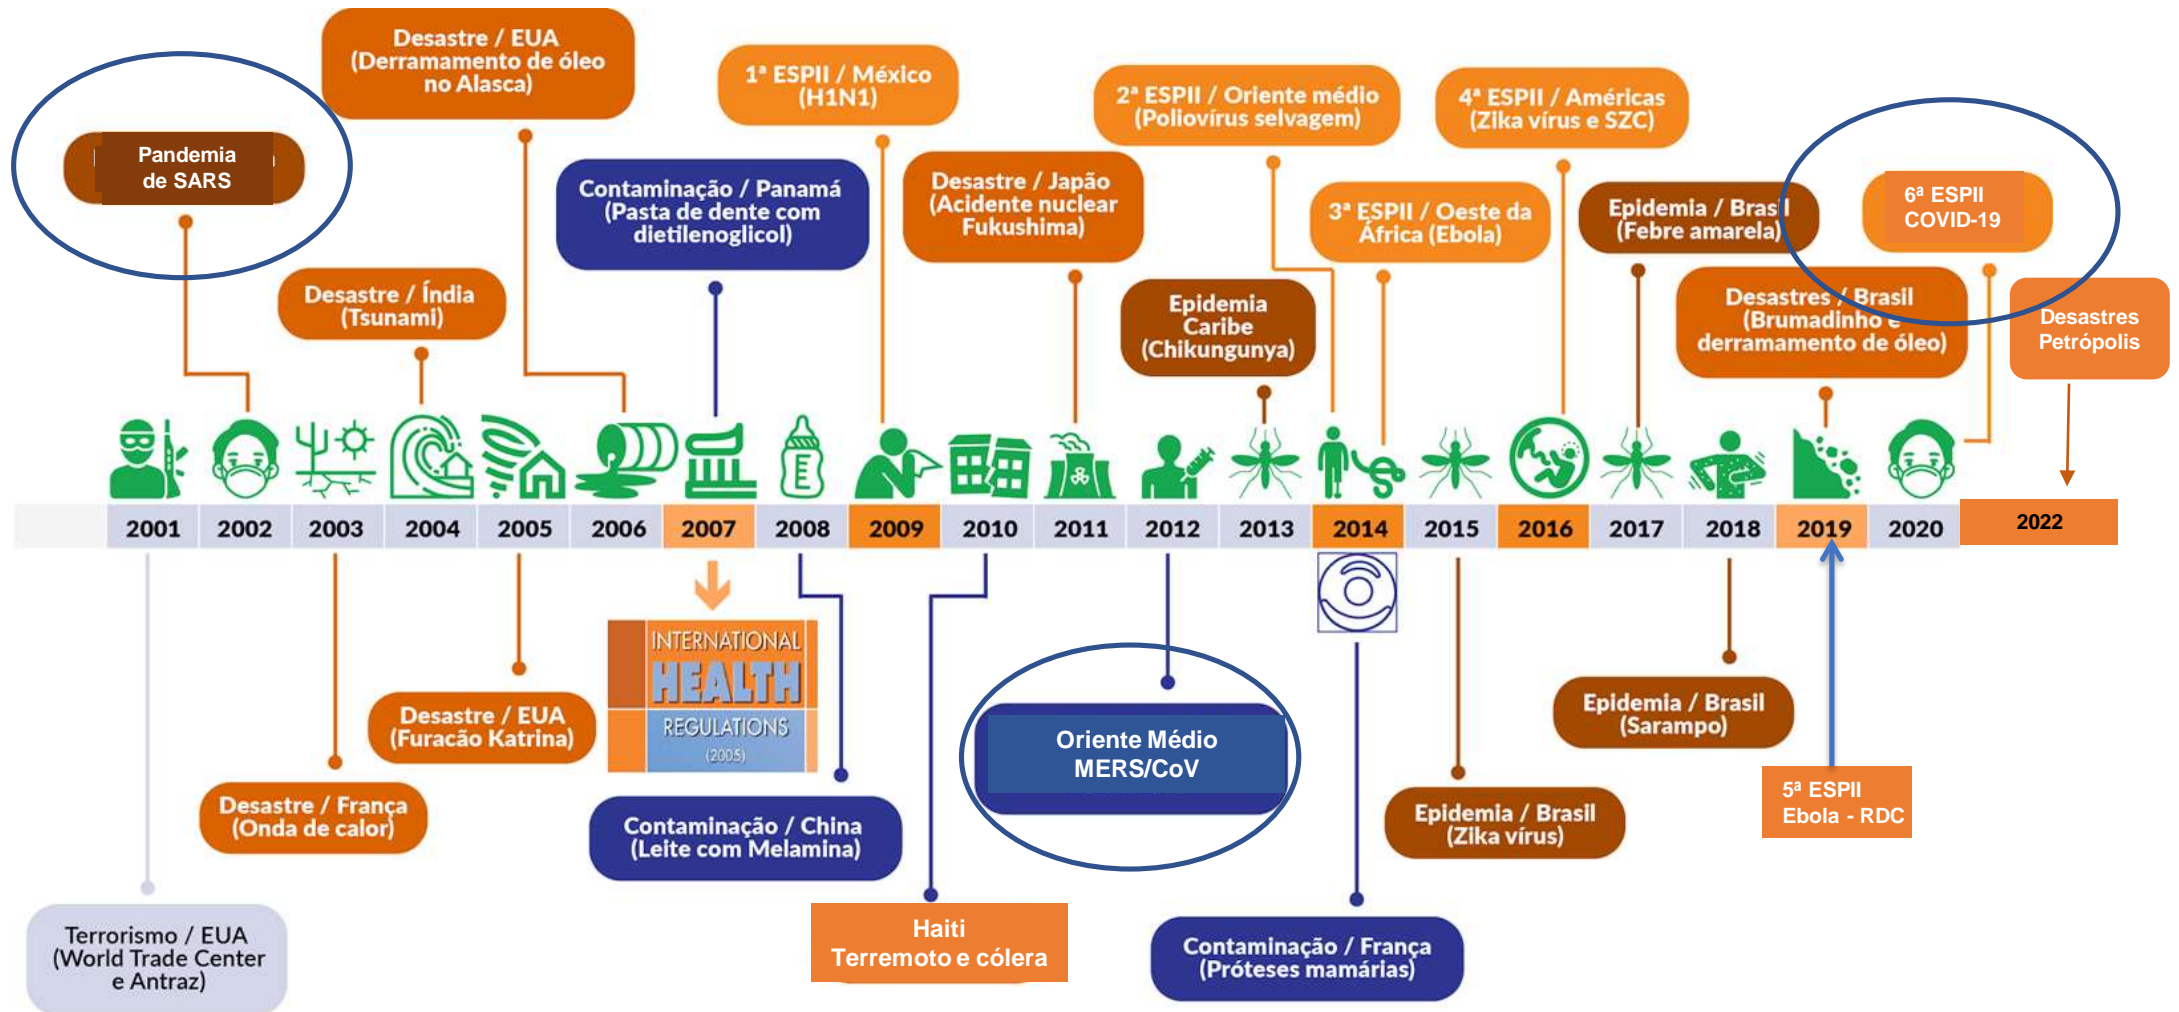 Desastre / EUA
(Derramamento de óleo
no Alasca)
1ª ESPII / México
(H1N1)
2ª ESPII / Oriente médio
(Poliovírus selvagem)
4ª ESPII / Américas
(Zika vírus e SZC)
Pandemia
de SARS
Contaminação / Panamá
(Pasta de dente com
dietilenoglicol)
Desastre / Japão
(Acidente nuclear
Fukushima)
3ª ESPII / Oeste da
África (Ebola)
Epidemia / Brasil
(Febre amarela)
6ª ESPII
COVID-19
Desastre / Índia
(Tsunami)
Epidemia
Caribe
(Chikungunya)
Desastres / Brasil
(Brumadinho e
derramamento de óleo)
Desastres
Petrópolis
2001
2002
2003
2004
2005
2006
2007
2008
2009
2010
2011
2012
2013
2014
2015
2016
2017
2018
2019
2020
2022
INTERNATIONAL
HEALTH
REGULATIONS
(2005)
Desastre / EUA
(Furacão Katrina)
Oriente Médio
MERS/CoV
Epidemia / Brasil
(Sarampo)
Desastre / França
(Onda de calor)
Contaminação / China
(Leite com Melamina)
Epidemia / Brasil
(Zika vírus)
5ª ESPII
Ebola - RDC
Terrorismo / EUA
(World Trade Center
e Antraz)
Haiti
Terremoto e cólera
Contaminação / França
(Próteses mamárias)